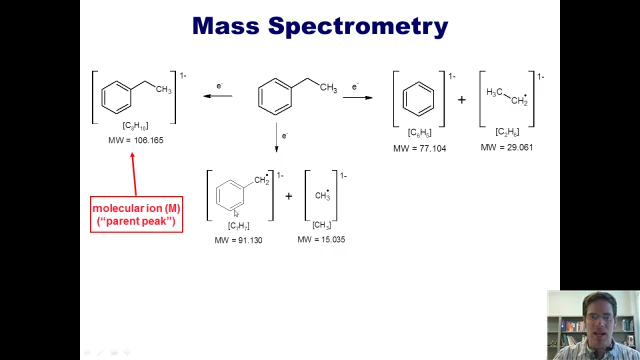 Mass Spectrometry
1-
CH₃
[C₈H₁₀]
MW = 106.165
e⁻
CH₃
e⁻
1-
[C₆H₅]
MW = 77.104
+
H₃C
CH₂•
1-
[C₂H₅]
MW = 29.061
e⁻
molecular ion (M)
("parent peak")
CH₂•
1-
[C₇H₇]
MW = 91.130
+
CH₃•
1-
[CH₃]
MW = 15.035